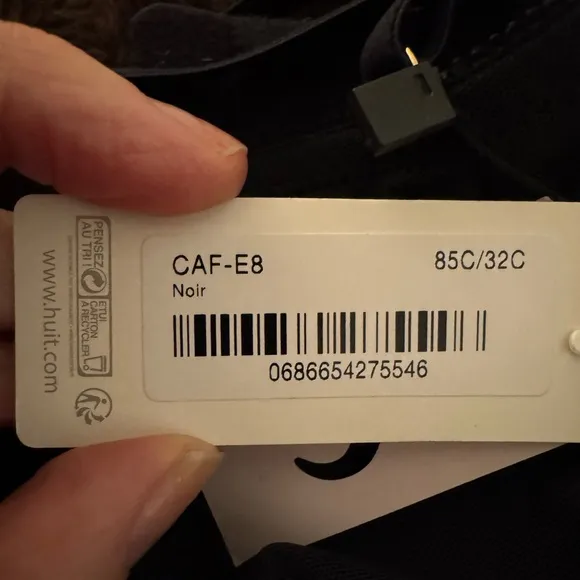 CAF-E8
85C/32C
Noir
0686654275546
www.huit.com
PENSEZ
AU TRI !
ETUI
CARTON
À RECYCLER